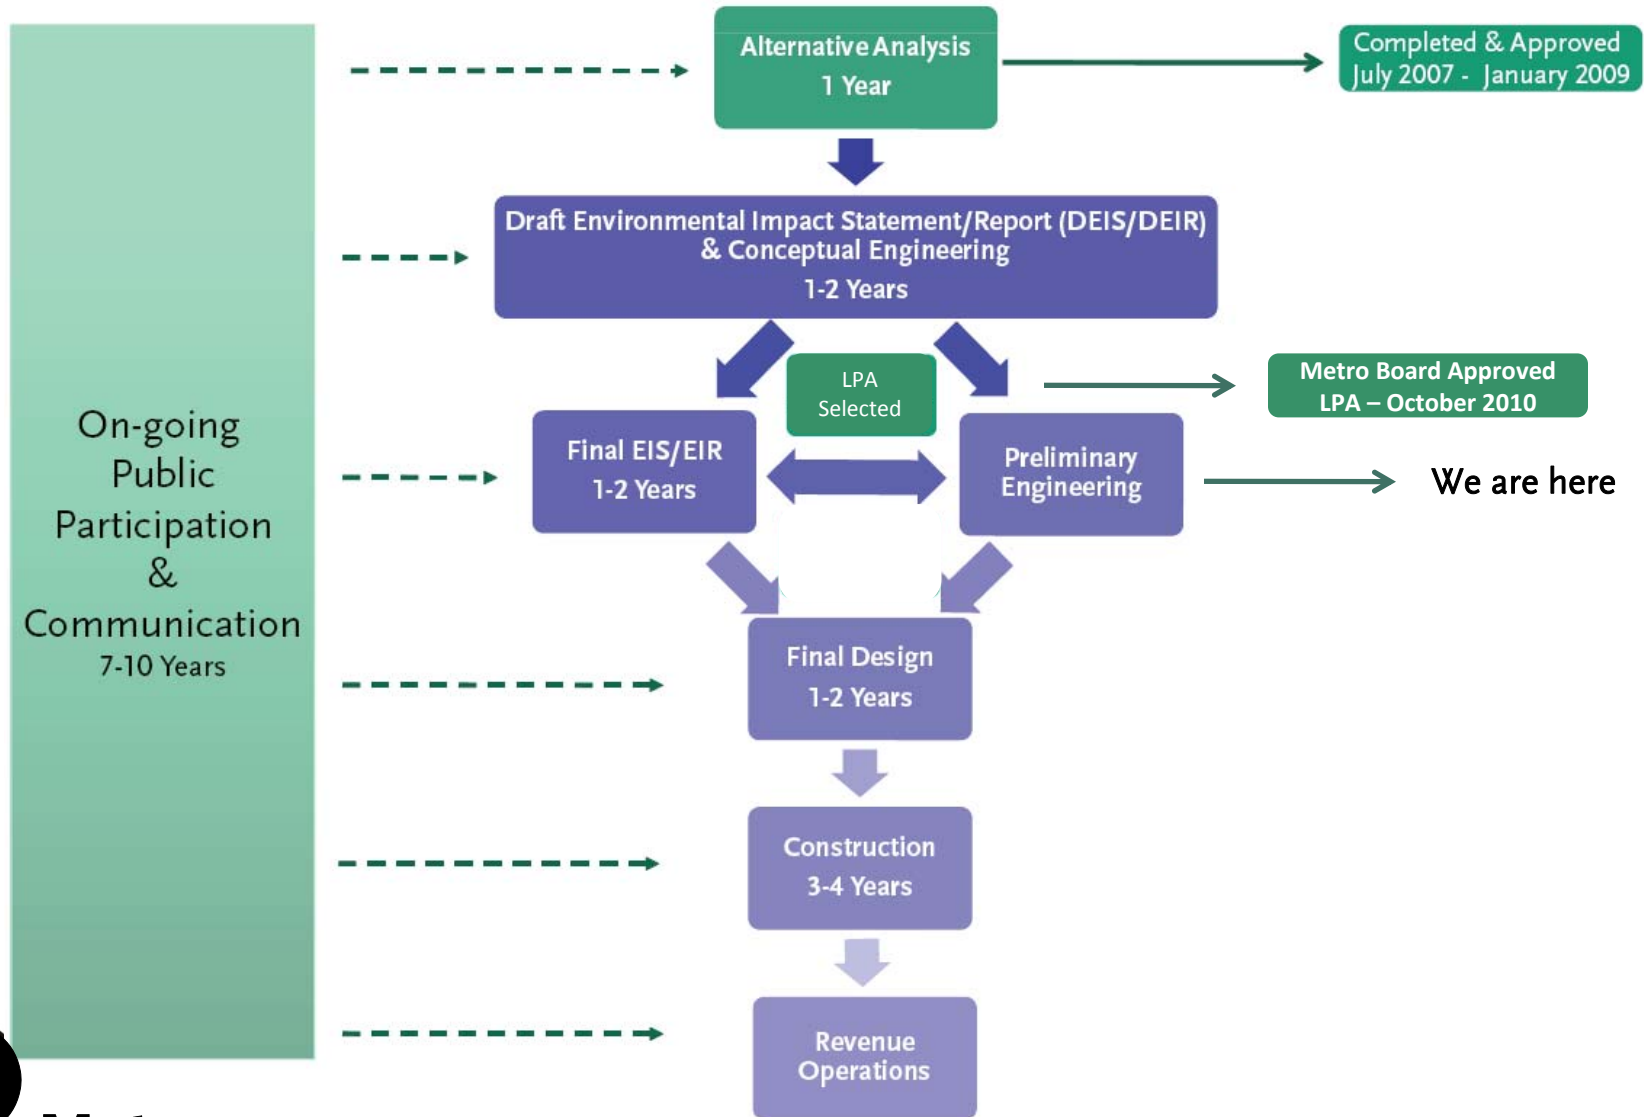 Alternative Analysis
1 Year
Completed & Approved
July 2007 - January 2009
Draft Environmental Impact Statement/Report (DEIS/DEIR)
& Conceptual Engineering
1-2 Years
LPA
Selected
Metro Board Approved
LPA – October 2010
Final EIS/EIR
1-2 Years
Preliminary
Engineering
We are here
On-going
Public
Participation
&
Communication
7-10 Years
Final Design
1-2 Years
Construction
3-4 Years
Revenue
Operations